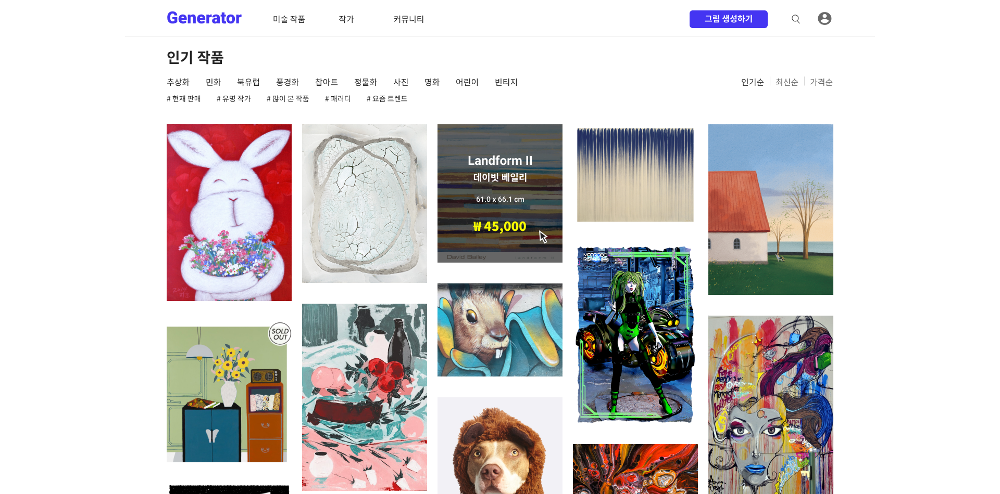 Generator 미술 작품 작가 커뮤니티 그림 생성하기
인기 작품
추상화 민화 북유럽 풍경화 찹아트 정물화 사진 명화 어린이 빈티지 인기순 최신순 가격순
# 현재 판매 # 유명 작가 # 많이 본 작품 # 패러디 # 요즘 트렌드
Landform II
데이빗 베일리
61.0 x 66.1 cm
₩ 45,000
David Bailey landform II
SOLD
OUT